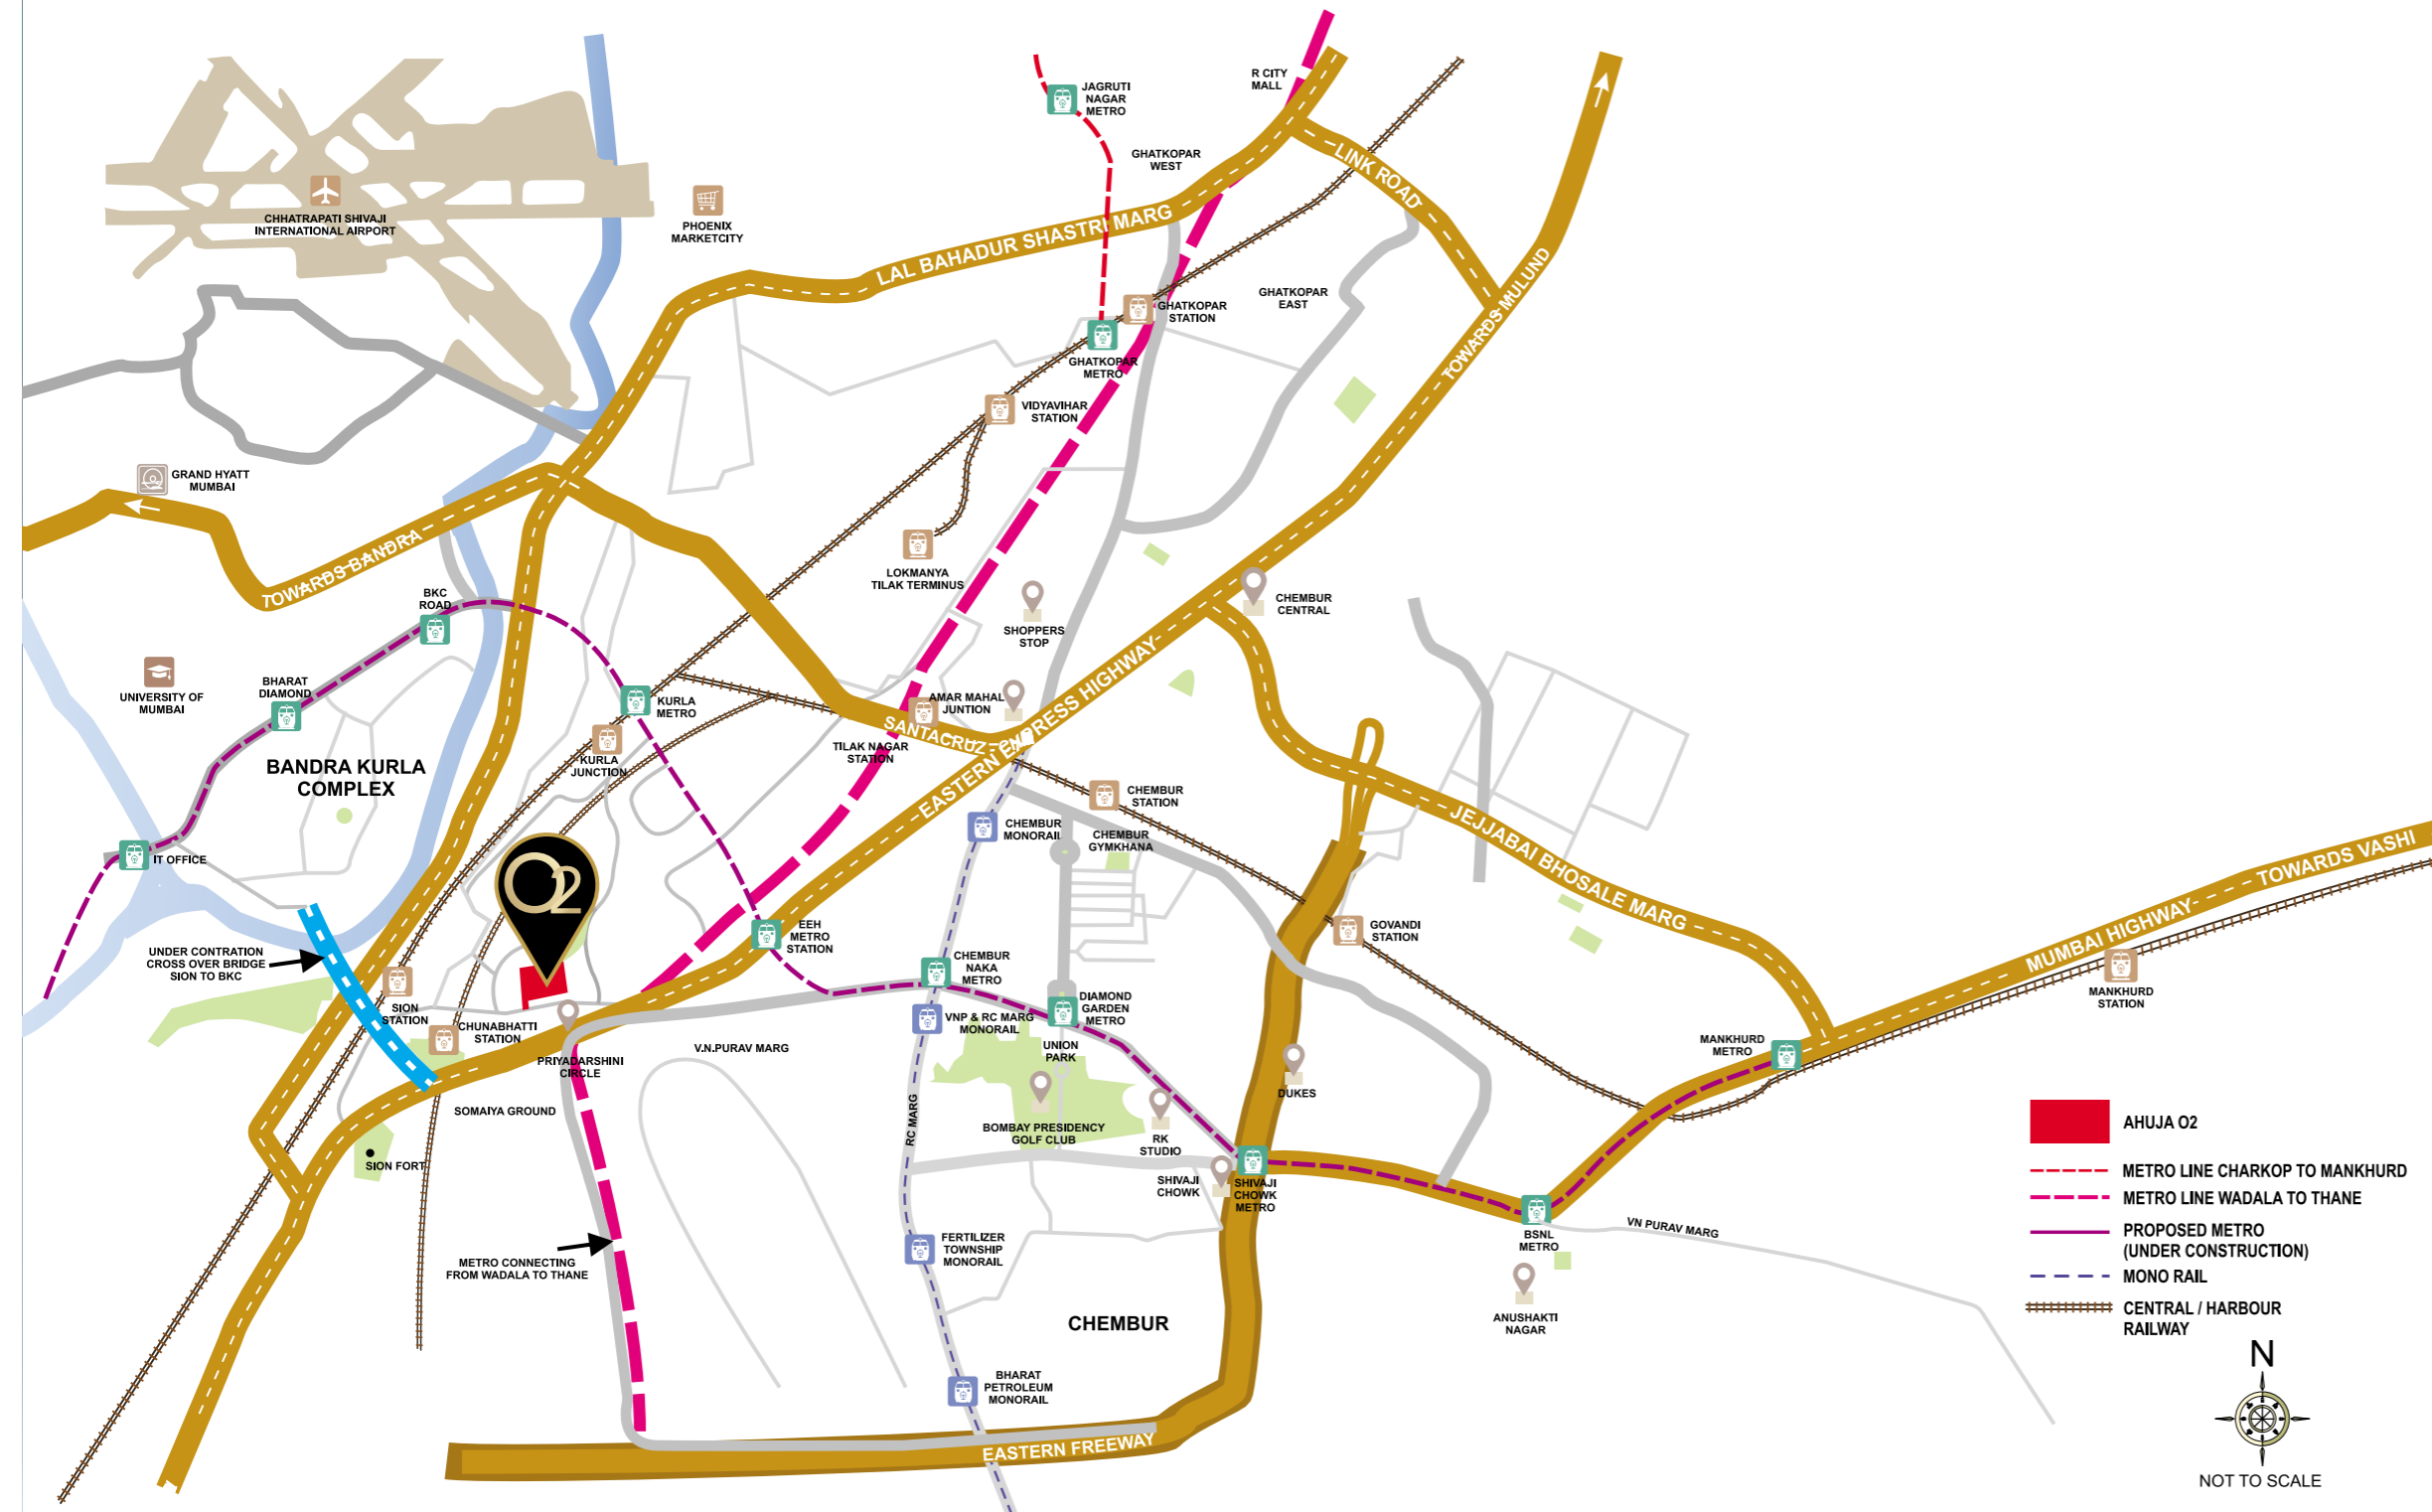 R CITY
MALL
JAGRUTI
NAGAR
METRO
GHATKOPAR
WEST
LINK ROAD
CHHATRAPATI SHIVAJI
INTERNATIONAL AIRPORT
PHOENIX
MARKETCITY
LAL BAHADUR SHASTRI MARG
GHATKOPAR
STATION
GHATKOPAR
EAST
TOWARDS MULUND
GHATKOPAR
METRO
VIDYAVIHAR
STATION
GRAND HYATT
MUMBAI
TOWARDS BANDRA
LOKMANYA
TILAK TERMINUS
BKC
ROAD
SHOPPERS
STOP
CHEMBUR
CENTRAL
UNIVERSITY OF
MUMBAI
BHARAT
DIAMOND
KURLA
METRO
AMAR MAHAL
JUNTION
SANTACRUZ - CH
EASTERN EXPRESS HIGHWAY
TILAK NAGAR
STATION
KURLA
JUNCTION
BANDRA KURLA
COMPLEX
CHEMBUR
STATION
CHEMBUR
MONORAIL
CHEMBUR
GYMKHANA
JEJJABAI BHOSALE MARG
TOWARDS VASHI
MUMBAI HIGHWAY
IT OFFICE
O2
EEH
METRO
STATION
GOVANDI
STATION
UNDER CONTRATION
CROSS OVER BRIDGE
SION TO BKC
CHEMBUR
NAKA
METRO
MANKHURD
STATION
SION
STATION
CHUNABHATTI
STATION
VNP & RC MARG
MONORAIL
DIAMOND
GARDEN
METRO
UNION
PARK
MANKHURD
METRO
PRIYADARSHINI
CIRCLE
V.N.PURAV MARG
DUKES
SOMAIYA GROUND
RC MARG
BOMBAY PRESIDENCY
GOLF CLUB
RK
STUDIO
SION FORT
SHIVAJI
CHOWK
SHIVAJI
CHOWK
METRO
BSNL
METRO
VN PURAV MARG
FERTILIZER
TOWNSHIP
MONORAIL
METRO CONNECTING
FROM WADALA TO THANE
ANUSHAKTI
NAGAR
CHEMBUR
BHARAT
PETROLEUM
MONORAIL
EASTERN FREEWAY
AHUJA O2
METRO LINE CHARKOP TO MANKHURD
METRO LINE WADALA TO THANE
PROPOSED METRO
(UNDER CONSTRUCTION)
MONO RAIL
CENTRAL / HARBOUR
RAILWAY
N
NOT TO SCALE